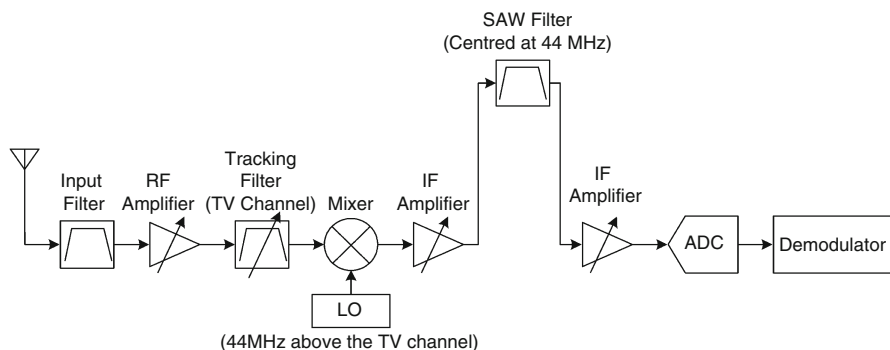 SAW Filter
(Centred at 44 MHz)
Input
Filter
RF
Amplifier
Tracking
Filter
(TV Channel)
Mixer
IF
Amplifier
IF
Amplifier
ADC
Demodulator
LO
(44MHz above the TV channel)